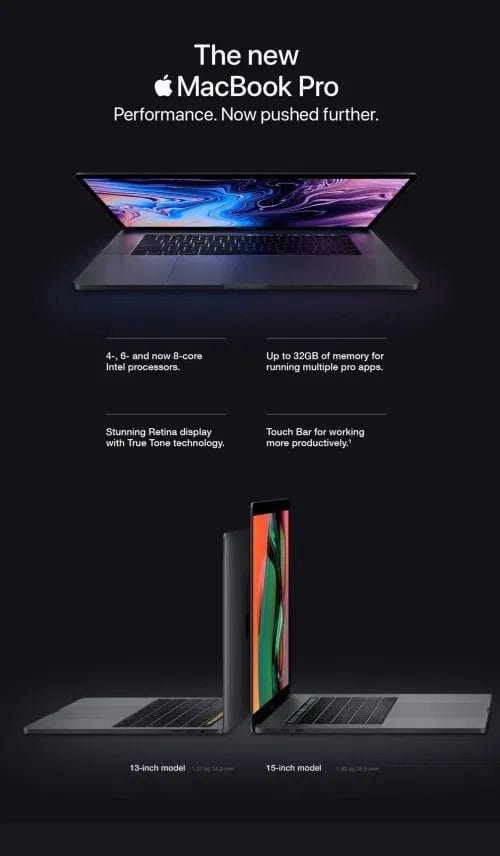 The new
MacBook Pro
Performance. Now pushed further.
4-, 6- and now 8-core
Intel processors.
Up to 32GB of memory for
running multiple pro apps.
Stunning Retina display
with True Tone technology.
Touch Bar for working
more productively.¹
13-inch model 1.37 kg 14.9 mm
15-inch model 1.83 kg 15.5 mm